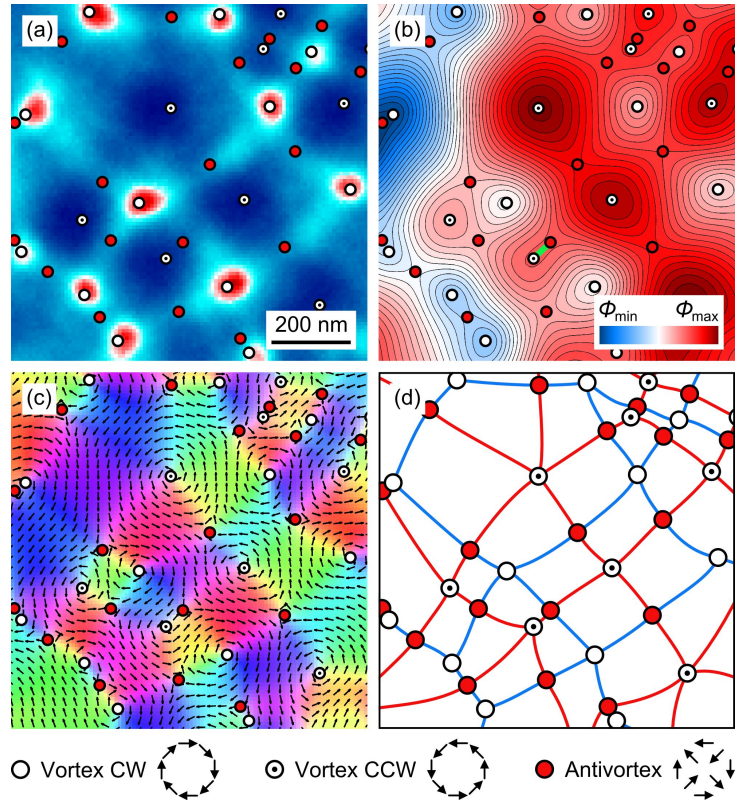 (a)
(b)
200 nm
ϕmin ϕmax
(c)
(d)
Vortex CW Vortex CCW Antivortex